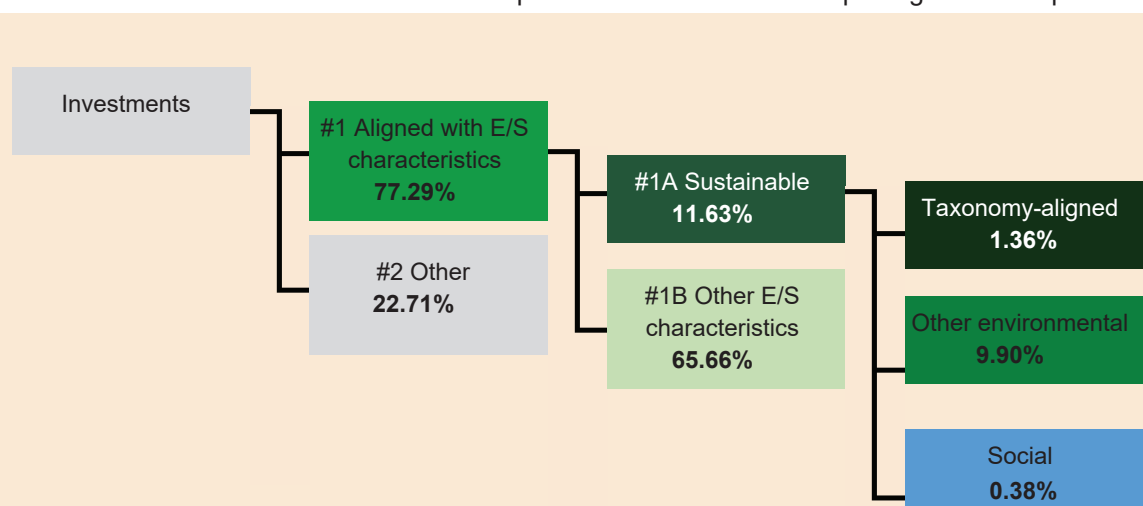 Investments
#1 Aligned with E/S
characteristics
77.29%
#2 Other
22.71%
#1A Sustainable
11.63%
#1B Other E/S
characteristics
65.66%
Taxonomy-aligned
1.36%
Other environmental
9.90%
Social
0.38%